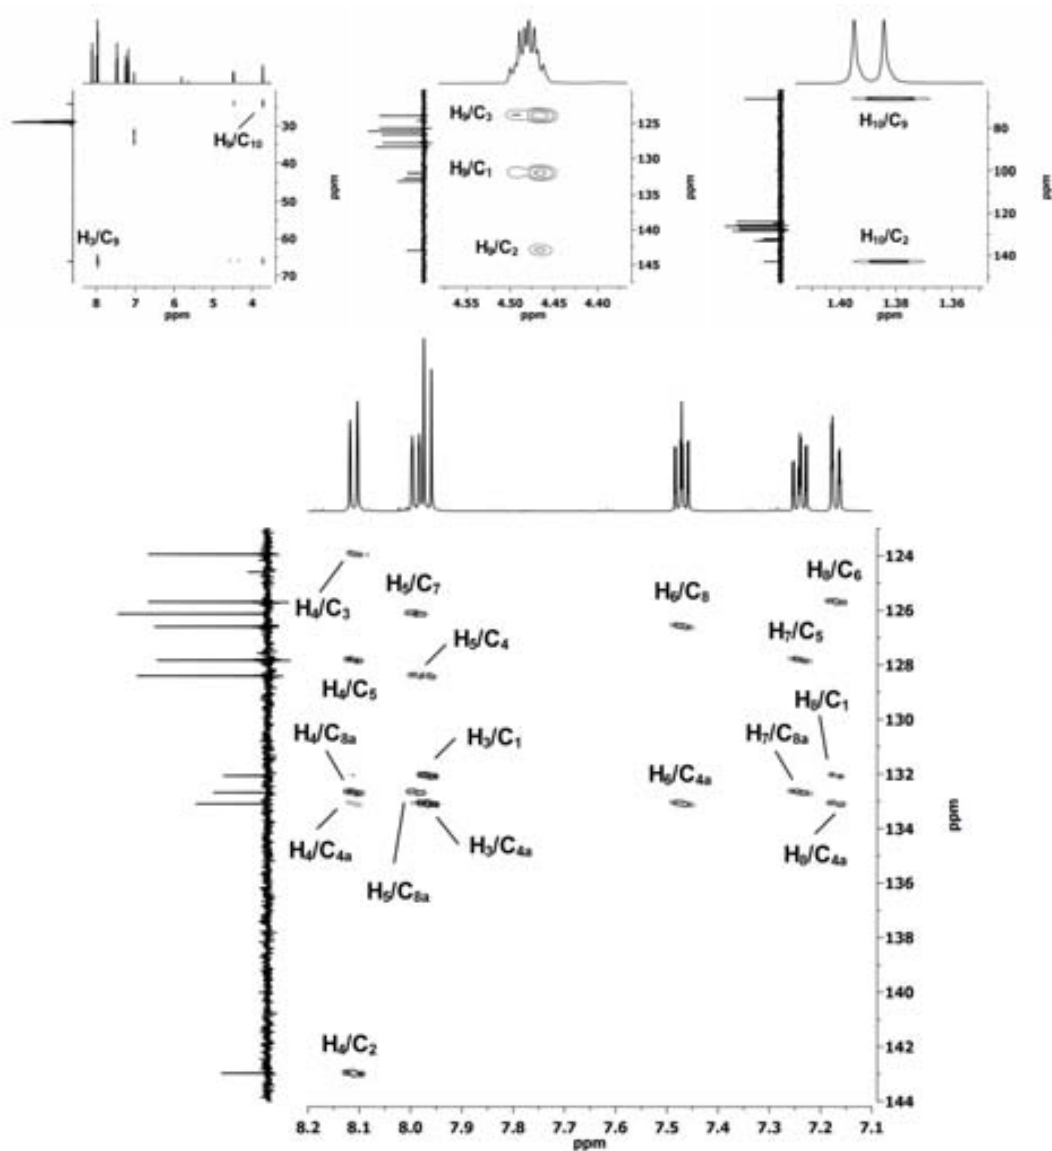 30
40
50
60
70
ppm
8 7 6 5 4
ppm
H₉/C₁₀
H₃/C₉
H₉/C₃
H₉/C₁
H₉/C₂
125
130
135
140
145
ppm
4.55 4.50 4.45 4.40
ppm
H₁₀/C₉
H₁₀/C₂
80
100
120
140
ppm
1.40 1.38 1.36
ppm
H₄/C₃
H₅/C₇
H₆/C₈
H₈/C₆
H₇/C₅
H₅/C₄
H₄/C₅
H₈/C₁
H₄/C₈ₐ
H₃/C₁
H₇/C₈ₐ
H₆/C₄ₐ
H₄/C₄ₐ
H₃/C₄ₐ
H₈/C₄ₐ
H₅/C₈ₐ
H₄/C₂
124
126
128
130
132
134
136
138
140
142
144
ppm
8.2 8.1 8.0 7.9 7.8 7.7 7.6 7.5 7.4 7.3 7.2 7.1
ppm